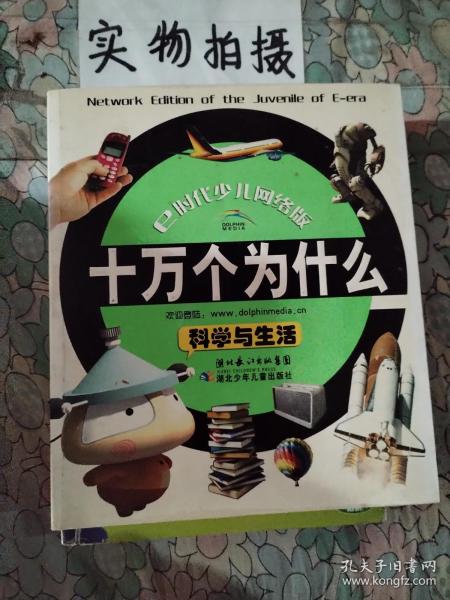 实物拍摄
Network Edition of the Juvenile of E-era
e时代少儿网络版
DOLPHIN
MEDIA
十万个为什么
欢迎登陆：www.dolphinmedia.cn
科学与生活
湖北长江出版集团
HUBEI CHILDREN'S PRESS
湖北少年儿童出版社
孔夫子旧书网
www.kongfz.com